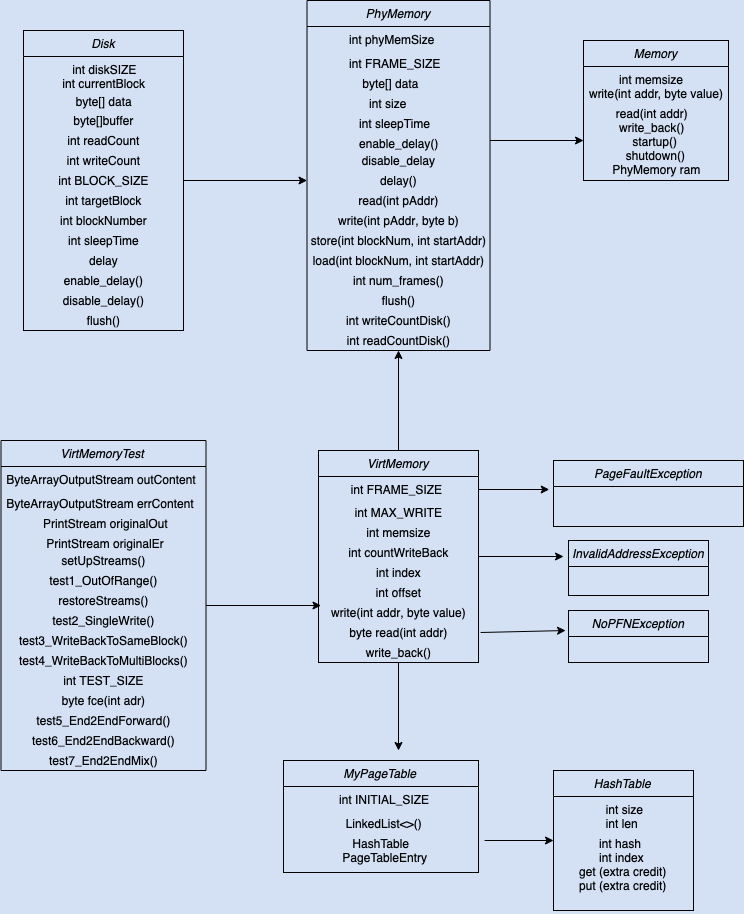 PhyMemory
int phyMemSize
int FRAME_SIZE
byte[] data
int size
int sleepTime
enable_delay()
disable_delay
delay()
read(int pAddr)
write(int pAddr, byte b)
store(int blockNum, int startAddr)
load(int blockNum, int startAddr)
int num_frames()
flush()
int writeCountDisk()
int readCountDisk()
Disk
int diskSIZE
int currentBlock
byte[] data
byte[]buffer
int readCount
int writeCount
int BLOCK_SIZE
int targetBlock
int blockNumber
int sleepTime
delay
enable_delay()
disable_delay()
flush()
Memory
int memsize
write(int addr, byte value)
read(int addr)
write_back()
startup()
shutdown()
PhyMemory ram
VirtMemoryTest
ByteArrayOutputStream outContent
ByteArrayOutputStream errContent
PrintStream originalOut
PrintStream originalEr
setUpStreams()
test1_OutOfRange()
restoreStreams()
test2_SingleWrite()
test3_WriteBackToSameBlock()
test4_WriteBackToMultiBlocks()
int TEST_SIZE
byte fce(int adr)
test5_End2EndForward()
test6_End2EndBackward()
test7_End2EndMix()
VirtMemory
int FRAME_SIZE
int MAX_WRITE
int memsize
int countWriteBack
int index
int offset
write(int addr, byte value)
byte read(int addr)
write_back()
PageFaultException
InvalidAddressException
NoPFNException
MyPageTable
int INITIAL_SIZE
LinkedList<>()
HashTable
PageTableEntry
HashTable
int size
int len
int hash
int index
get (extra credit)
put (extra credit)